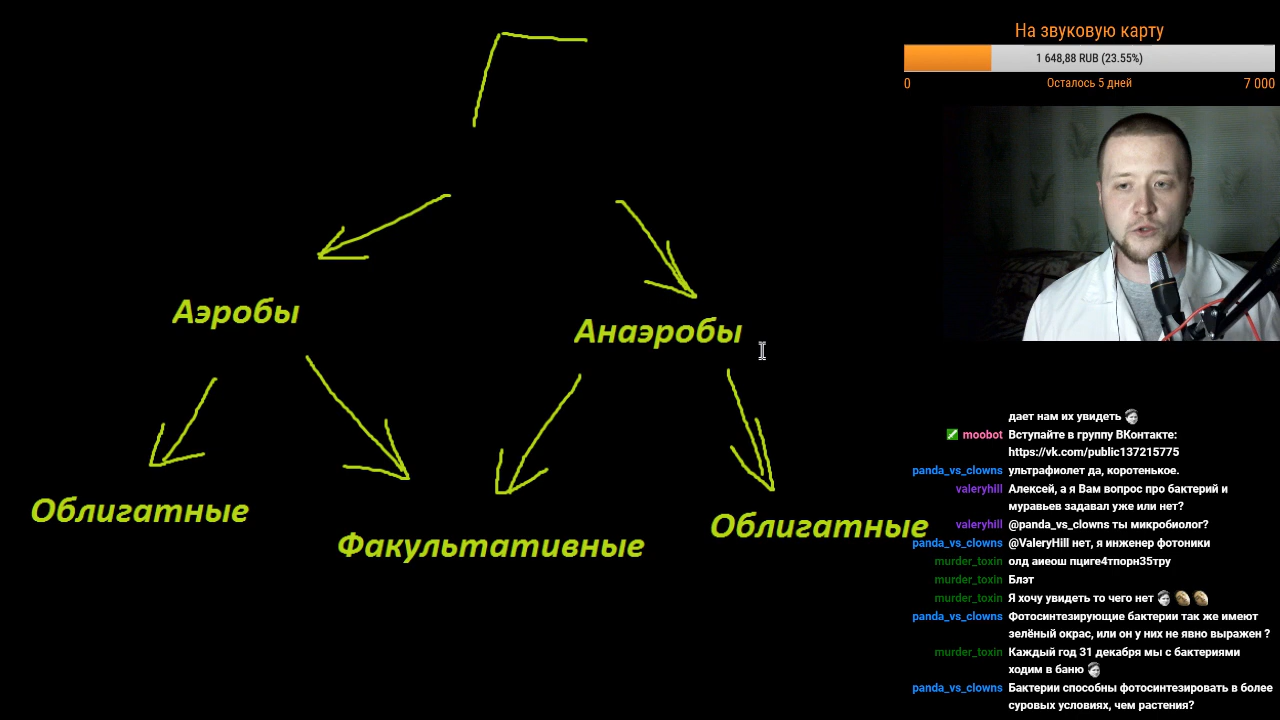 На звуковую карту
1 648,88 RUB (23.55%)
0 Осталось 5 дней 7 000
Аэробы
Анаэробы
Облигатные
Факультативные
Облигатные
дает нам их увидеть
moobot Вступайте в группу ВКонтакте:
https://vk.com/public137215775
panda_vs_clowns ультрафиолет да, коротенькое.
valeryhill Алексей, а я Вам вопрос про бактерий и
муравьев задавал уже или нет?
valeryhill @panda_vs_clowns ты микробиолог?
panda_vs_clowns @ValeryHill нет, я инженер фотоники
murder_toxin олд аиеош пциге4тпорн35тру
murder_toxin Блэт
murder_toxin Я хочу увидеть то чего нет
panda_vs_clowns Фотосинтезирующие бактерии так же имеют
зелёный окрас, или он у них не явно выражен ?
murder_toxin Каждый год 31 декабря мы с бактериями
ходим в баню
panda_vs_clowns Бактерии способны фотосинтезировать в более
суровых условиях, чем растения?